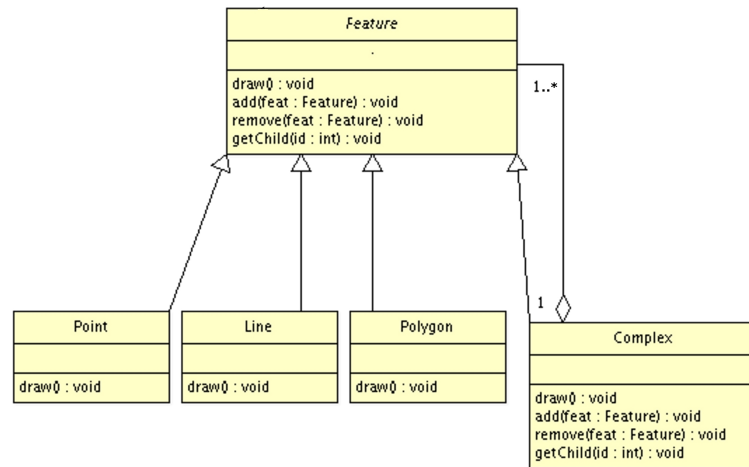 Feature
draw() : void
add(feat : Feature) : void
remove(feat : Feature) : void
getChild(id : int) : void
1..*
1
Point
draw() : void
Line
draw() : void
Polygon
draw() : void
Complex
draw() : void
add(feat : Feature) : void
remove(feat : Feature) : void
getChild(id : int) : void